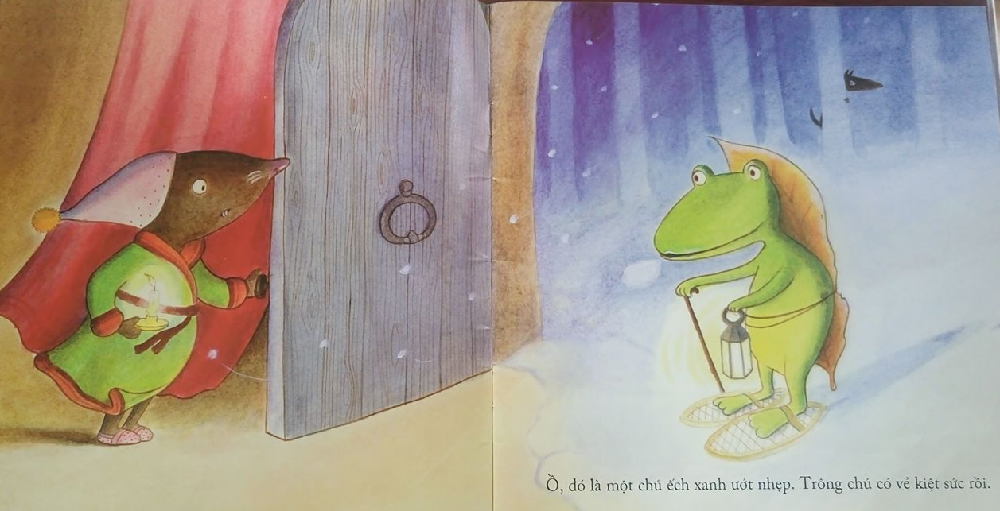 Ồ, đó là một chú ếch xanh ướt nhẹp. Trông chú có vẻ kiệt sức rồi.